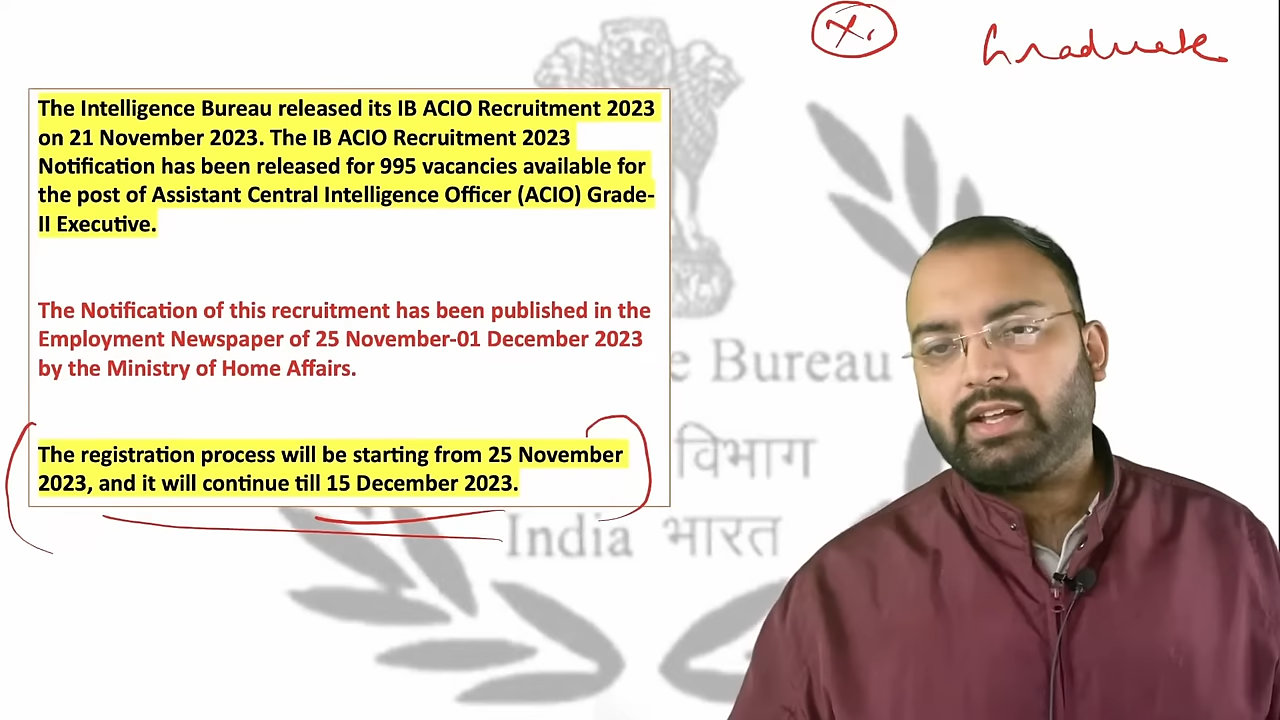 Graduate
The Intelligence Bureau released its IB ACIO Recruitment 2023
on 21 November 2023. The IB ACIO Recruitment 2023
Notification has been released for 995 vacancies available for
the post of Assistant Central Intelligence Officer (ACIO) Grade-
II Executive.
The Notification of this recruitment has been published in the
Employment Newspaper of 25 November-01 December 2023
by the Ministry of Home Affairs.
e Bureau
The registration process will be starting from 25 November
2023, and it will continue till 15 December 2023.
विभाग
India भारत